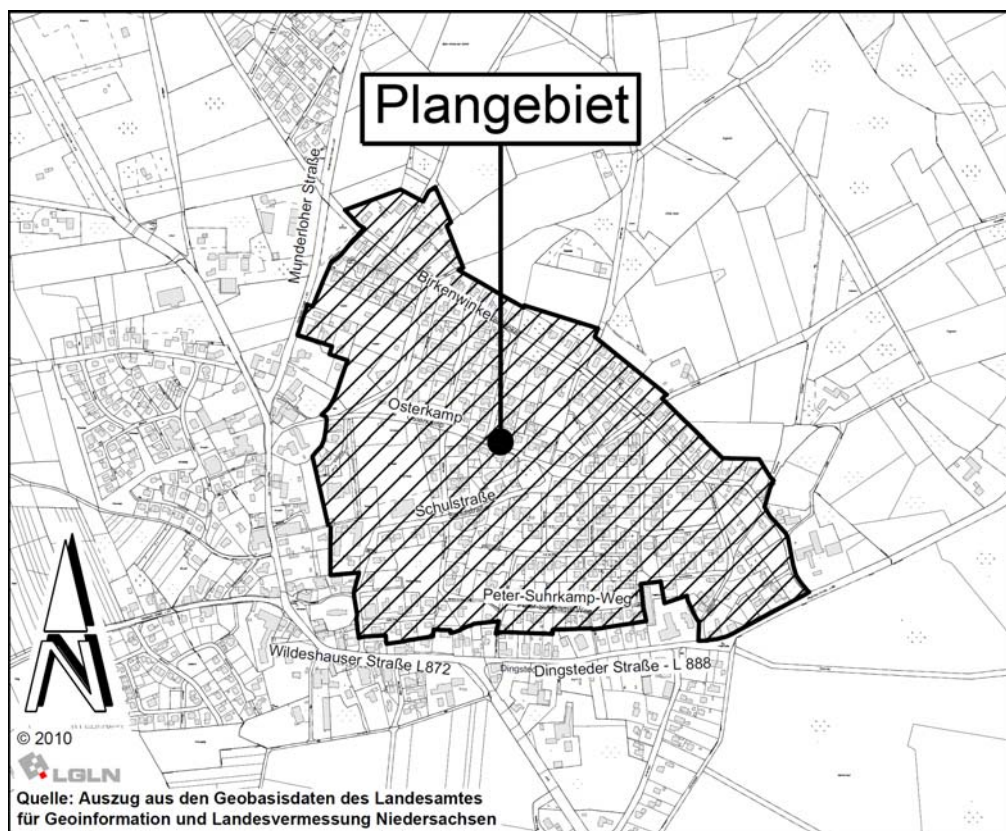 Plangebiet
Munderloher Straße
Birkenwinkel
Osterkamp
Schulstraße
Peter-Suhrkamp-Weg
Wildeshauser Straße L872
Dingsteder Straße - L 888
N
© 2010
LGLN
Quelle: Auszug aus den Geobasisdaten des Landesamtes
für Geoinformation und Landesvermessung Niedersachsen